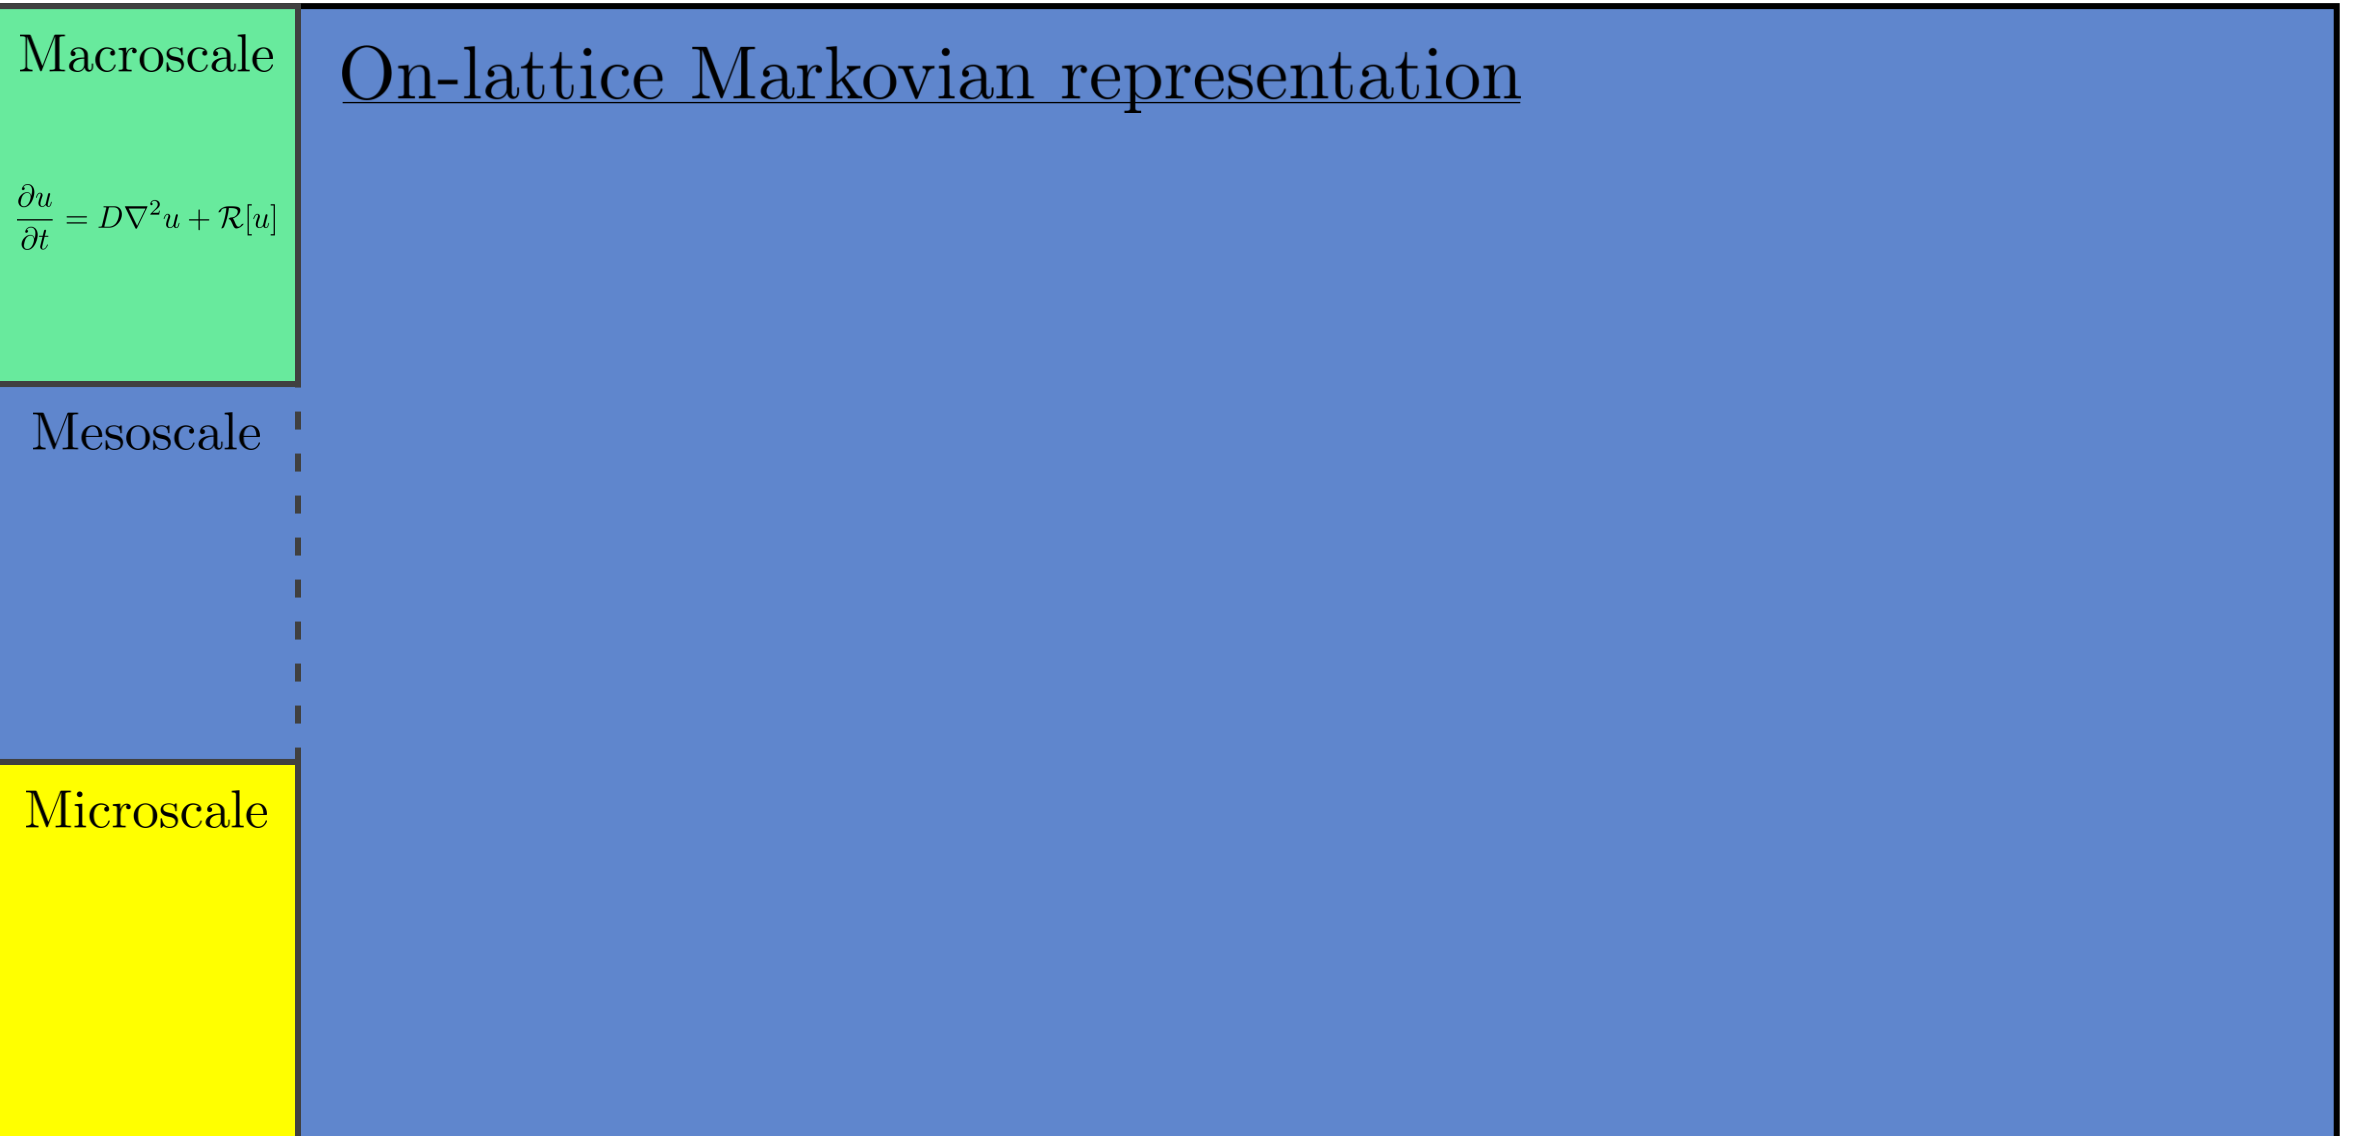 Macroscale
∂u/∂t = D∇²u + ℛ[u]
Mesoscale
Microscale
On-lattice Markovian representation